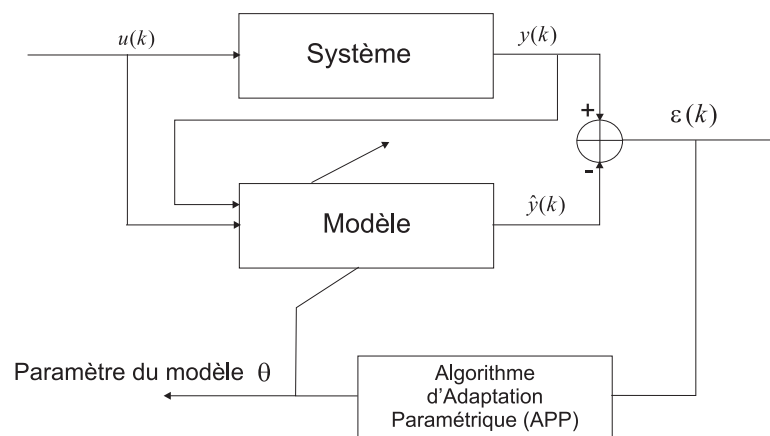 u(k)
Système
y(k)
+
ε(k)
-
Modèle
ŷ(k)
Paramètre du modèle θ
Algorithme
d'Adaptation
Paramétrique (APP)